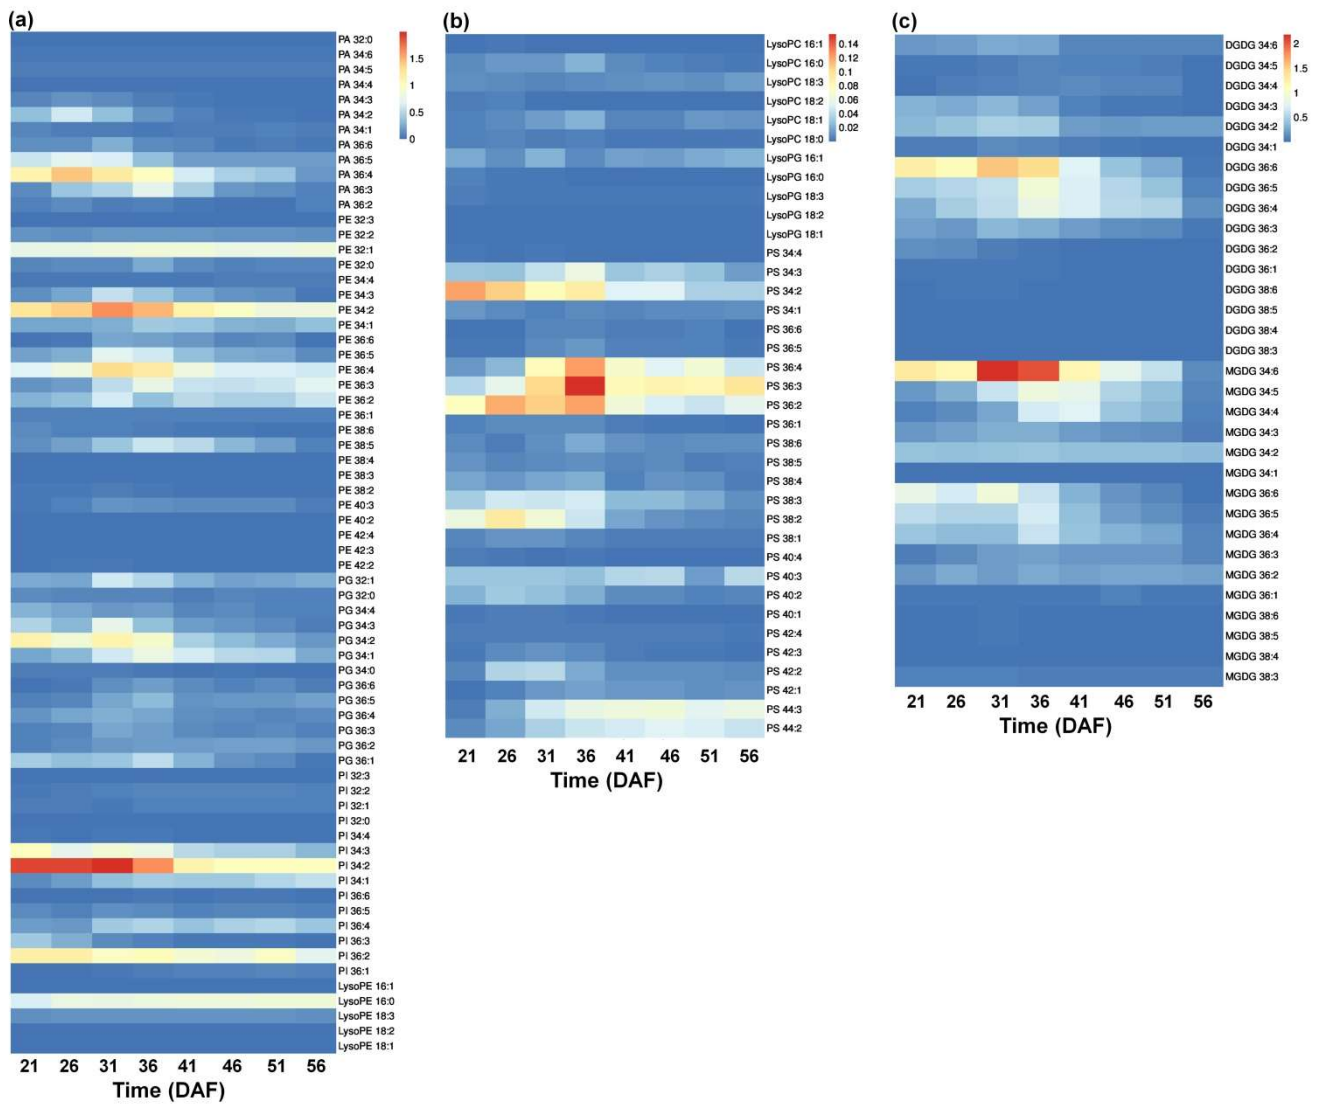 (a)
1.5
1
0.5
0
PA 32:0
PA 34:6
PA 34:5
PA 34:4
PA 34:3
PA 34:2
PA 34:1
PA 36:6
PA 36:5
PA 36:4
PA 36:3
PA 36:2
PE 32:3
PE 32:2
PE 32:1
PE 32:0
PE 34:4
PE 34:3
PE 34:2
PE 34:1
PE 36:6
PE 36:5
PE 36:4
PE 36:3
PE 36:2
PE 36:1
PE 38:6
PE 38:5
PE 38:4
PE 38:3
PE 38:2
PE 40:3
PE 40:2
PE 42:4
PE 42:3
PE 42:2
PG 32:1
PG 32:0
PG 34:4
PG 34:3
PG 34:2
PG 34:1
PG 34:0
PG 36:6
PG 36:5
PG 36:4
PG 36:3
PG 36:2
PG 36:1
PI 32:3
PI 32:2
PI 32:1
PI 32:0
PI 34:4
PI 34:3
PI 34:2
PI 34:1
PI 36:6
PI 36:5
PI 36:4
PI 36:3
PI 36:2
PI 36:1
LysoPE 16:1
LysoPE 16:0
LysoPE 18:3
LysoPE 18:2
LysoPE 18:1
21 26 31 36 41 46 51 56
Time (DAF)
(b)
0.14
0.12
0.10
0.08
0.06
0.04
0.02
LysoPC 16:1
LysoPC 16:0
LysoPC 18:3
LysoPC 18:2
LysoPC 18:1
LysoPC 18:0
LysoPG 16:1
LysoPG 16:0
LysoPG 18:3
LysoPG 18:2
LysoPG 18:1
PS 34:4
PS 34:3
PS 34:2
PS 34:1
PS 36:6
PS 36:5
PS 36:4
PS 36:3
PS 36:2
PS 36:1
PS 38:6
PS 38:5
PS 38:4
PS 38:3
PS 38:2
PS 38:1
PS 40:4
PS 40:3
PS 40:2
PS 40:1
PS 42:4
PS 42:3
PS 42:2
PS 42:1
PS 44:3
PS 44:2
21 26 31 36 41 46 51 56
Time (DAF)
(c)
2
1.5
1
0.5
DGDG 34:6
DGDG 34:5
DGDG 34:4
DGDG 34:3
DGDG 34:2
DGDG 34:1
DGDG 36:6
DGDG 36:5
DGDG 36:4
DGDG 36:3
DGDG 36:2
DGDG 36:1
DGDG 38:6
DGDG 38:5
DGDG 38:4
DGDG 38:3
MGDG 34:6
MGDG 34:5
MGDG 34:4
MGDG 34:3
MGDG 34:2
MGDG 34:1
MGDG 36:6
MGDG 36:5
MGDG 36:4
MGDG 36:3
MGDG 36:2
MGDG 36:1
MGDG 38:6
MGDG 38:5
MGDG 38:4
MGDG 38:3
21 26 31 36 41 46 51 56
Time (DAF)